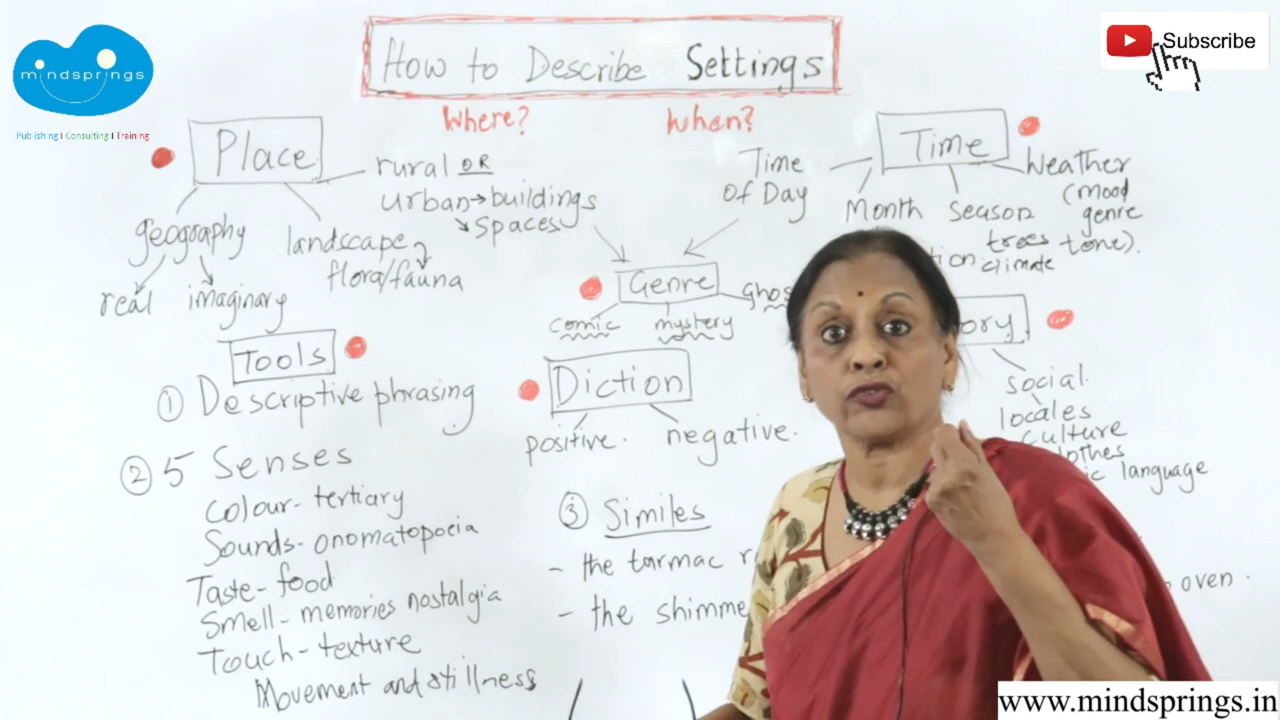 mindsprings
Publishing | Consulting | Training
Subscribe
How to Describe Settings
Where?
When?
Place
rural OR
urban→buildings
↘spaces
geography
landscape
flora/fauna
real
imaginary
Time
Time
Of Day
Month
Season
trees
climate
Weather
(mood
genre
tone).
Genre
comic
mystery
Tools
① Descriptive phrasing
② 5 Senses
Colour - tertiary
Sounds - onomatopoeia
Taste - food
Smell - memories nostalgia
Touch - texture
Movement and stillness
Diction
positive.
negative.
social.
locales
culture
language
③ Similes
- the tarmac
- the
oven.
www.mindsprings.in